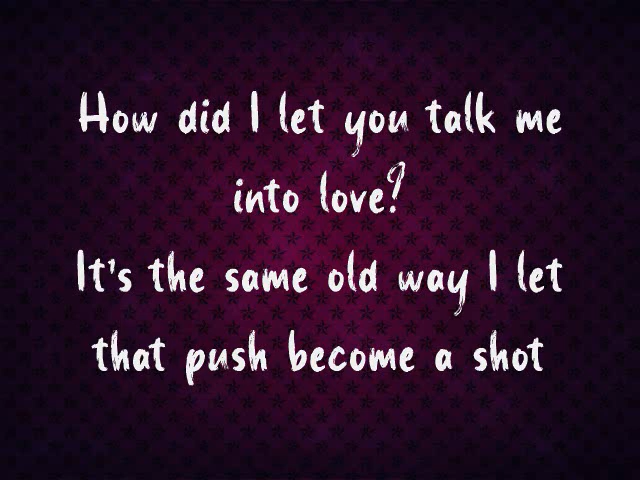 How did I let you talk me
into love?
It's the same old way I let
that push become a shot